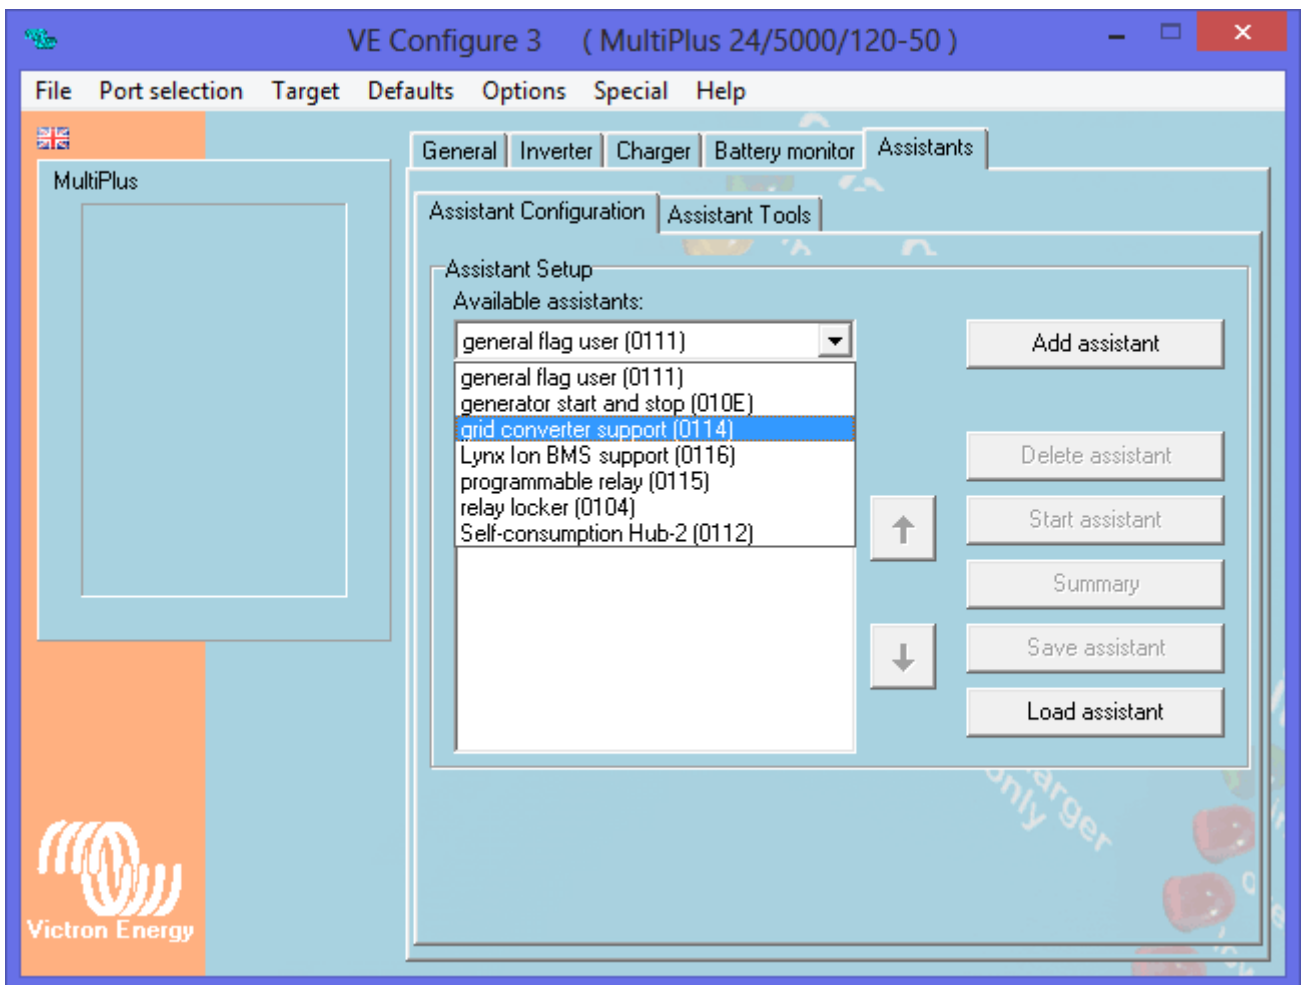 VE Configure 3 ( MultiPlus 24/5000/120-50 )
File Port selection Target Defaults Options Special Help
General Inverter Charger Battery monitor Assistants
MultiPlus
Assistant Configuration Assistant Tools
Assistant Setup
Available assistants:
general flag user (0111)
Add assistant
general flag user (0111)
generator start and stop (010E)
grid converter support (0114)
Lynx Ion BMS support (0116)
programmable relay (0115)
relay locker (0104)
Self-consumption Hub-2 (0112)
Delete assistant
Start assistant
Summary
Save assistant
Load assistant
charger
only
Victron Energy